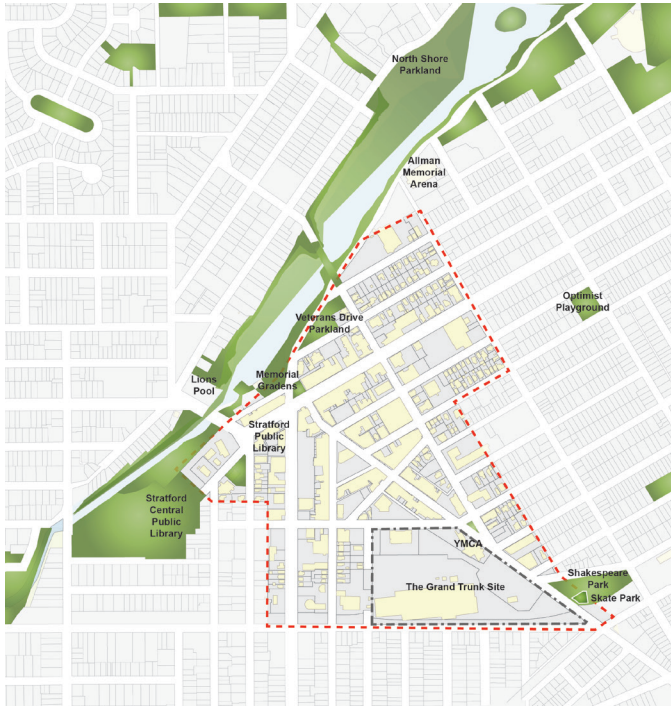 North Shore
Parkland
Allman
Memorial
Arena
Optimist
Playground
Veterans Drive
Parkland
Lions
Pool
Memorial
Gradens
Stratford
Public
Library
Stratford
Central
Public
Library
YMCA
The Grand Trunk Site
Shakespeare
Park
Skate Park